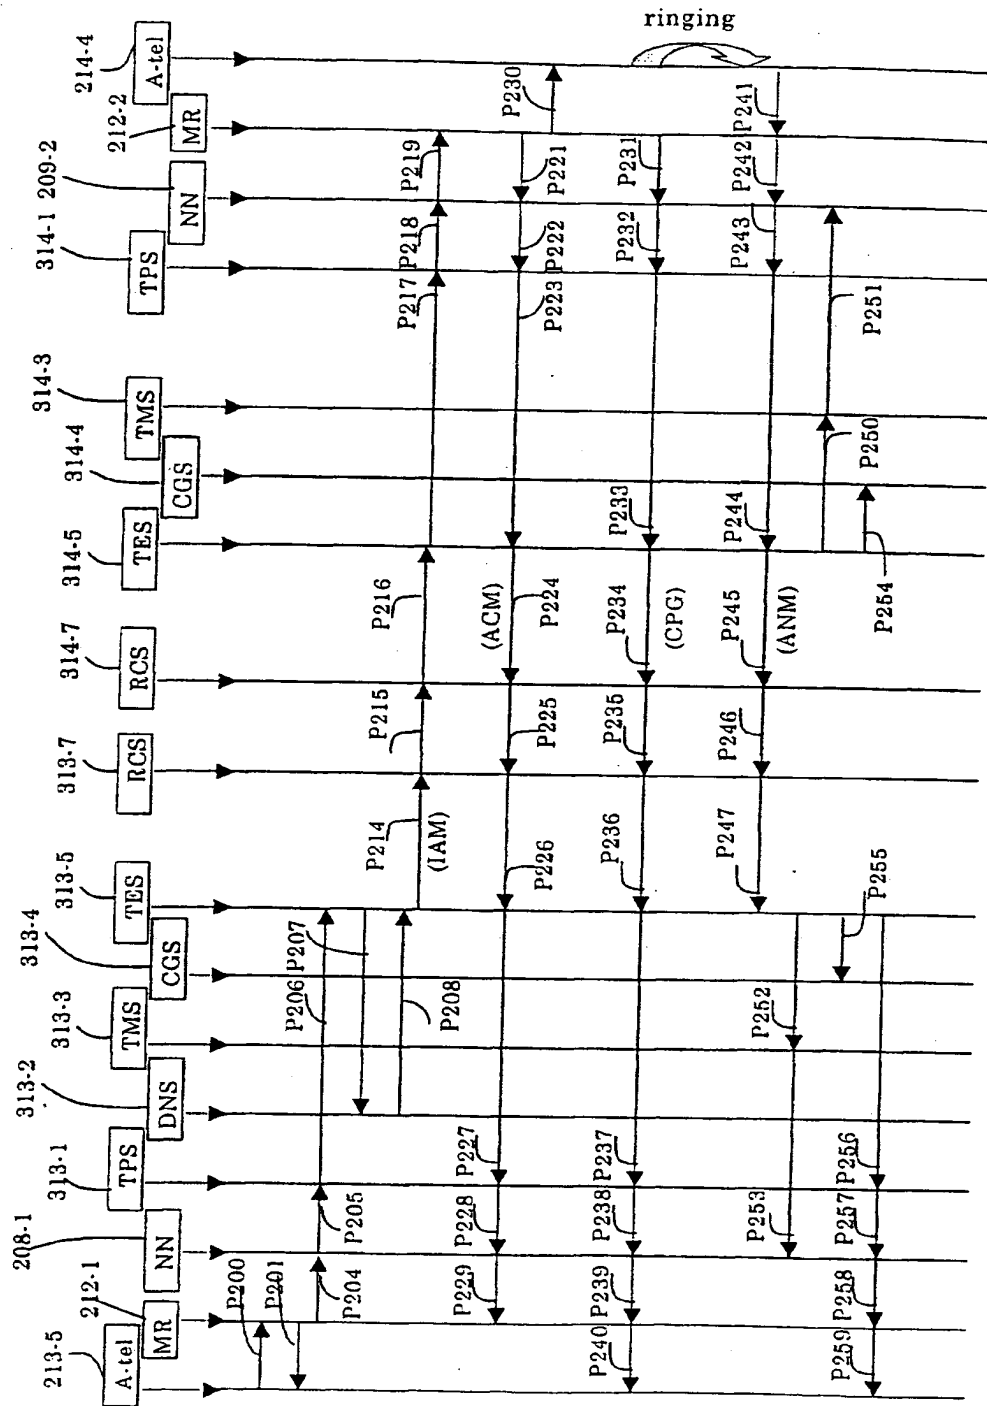 ringing
213-5
A-tel
212-1
MR
208-1
NN
313-1
TPS
313-2
DNS
313-3
TMS
313-4
CGS
313-5
TES
313-7
RCS
314-7
RCS
314-5
TES
314-4
CGS
314-3
TMS
314-1
TPS
209-2
NN
212-2
MR
214-4
A-tel
P200
P201
P204
P205
P206
P207
P208
P214
(IAM)
P215
P216
P217
P218
P219
P221
P222
P223
P224
(ACM)
P225
P226
P227
P228
P229
P230
P231
P232
P233
P234
(CPG)
P235
P236
P237
P238
P239
P240
P241
P242
P243
P244
P245
(ANM)
P246
P247
P250
P251
P252
P253
P254
P255
P256
P257
P258
P259